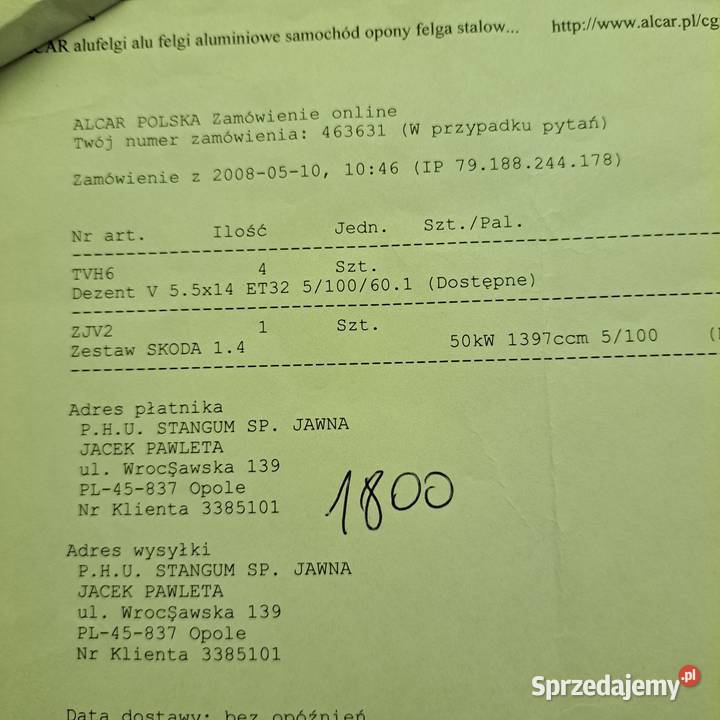 CAR alufelgi alu felgi aluminiowe samochód opony felga stalow... http://www.alcar.pl/cg
ALCAR POLSKA Zamówienie online
Twój numer zamówienia: 463631 (W przypadku pytań)
Zamówienie z 2008-05-10, 10:46 (IP 79.188.244.178)
Nr art. Ilość Jedn. Szt./Pal.
TVH6 4 Szt.
Dezent V 5.5x14 ET32 5/100/60.1 (Dostępne)
ZJV2 1 Szt.
Zestaw SKODA 1.4 50kW 1397ccm 5/100 (
Adres płatnika
P.H.U. STANGUM SP. JAWNA
JACEK PAWLETA
ul. WrocŞawska 139
PL-45-837 Opole
Nr Klienta 3385101
1800
Adres wysyłki
P.H.U. STANGUM SP. JAWNA
JACEK PAWLETA
ul. WrocŞawska 139
PL-45-837 Opole
Nr Klienta 3385101
Data dostawy: bez opóźnień
Sprzedajemy.pl